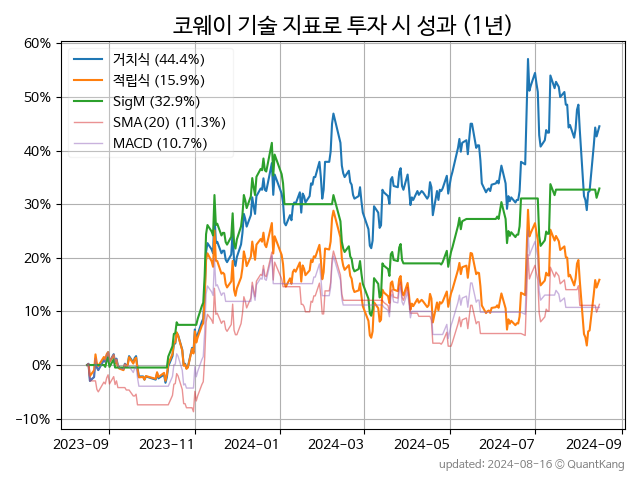 코웨이 기술 지표로 투자 시 성과 (1년)
60%
50%
40%
30%
20%
10%
0%
−10%
거치식 (44.4%)
적립식 (15.9%)
SigM (32.9%)
SMA(20) (11.3%)
MACD (10.7%)
2023−09
2023−11
2024−01
2024−03
2024−05
2024−07
2024−09
updated: 2024−08−16 © QuantKang